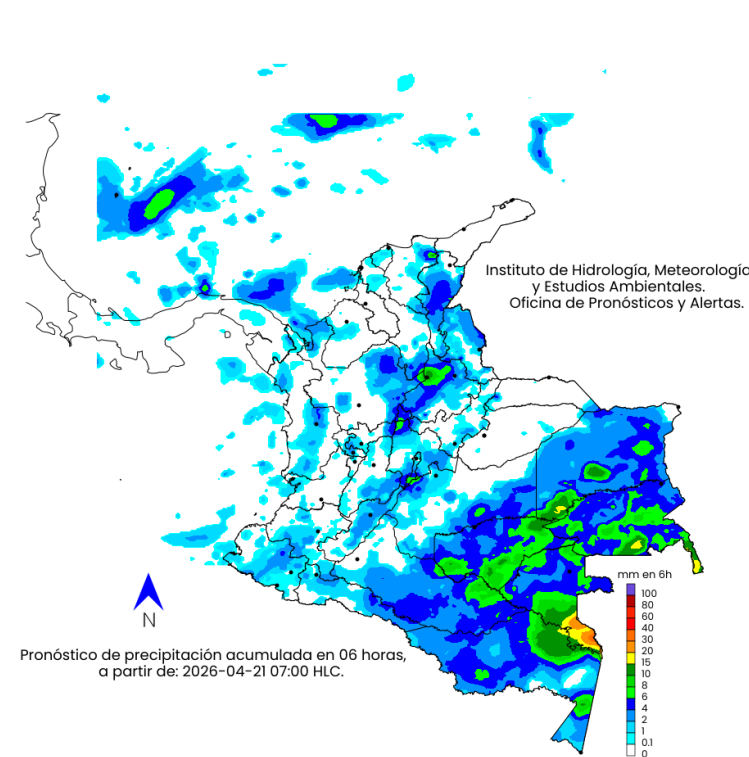 Instituto de Hidrología, Meteorología
y Estudios Ambientales.
Oficina de Pronósticos y Alertas.
mm en 6h
100
80
60
40
30
20
15
10
8
6
4
2
1
0.1
0
N
Pronóstico de precipitación acumulada en 06 horas,
a partir de: 2026-04-21 07:00 HLC.